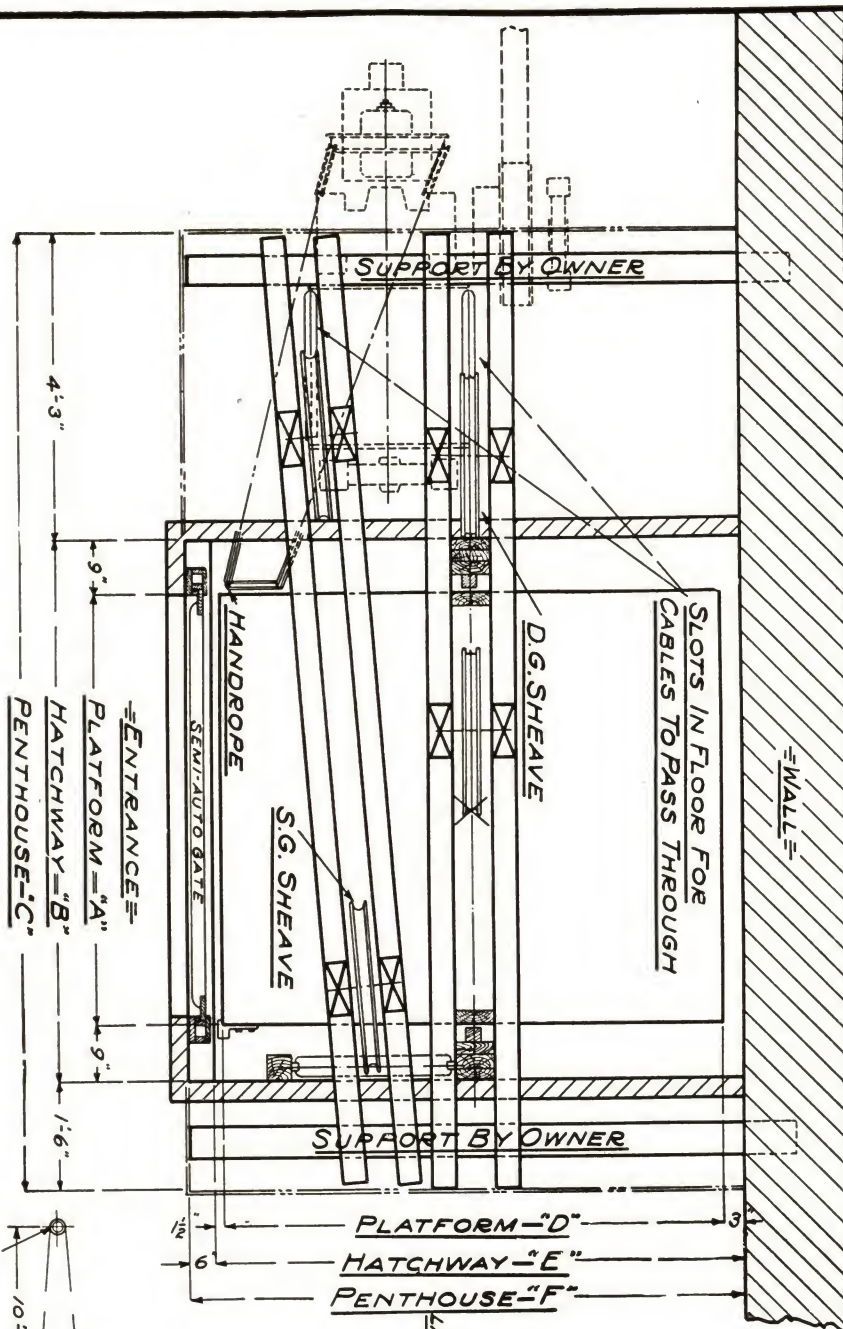 =WALL=
SLOTS IN FLOOR FOR
CABLES TO PASS THROUGH
D.G. SHEAVE
S.G. SHEAVE
HANDROPE
SUPPORT BY OWNER
SUPPORT BY OWNER
SEMI-AUTO GATE
=ENTRANCE=
4'-3"
9"
PLATFORM="A"
9"
HATCHWAY="B"
1'-6"
PENTHOUSE-"C"
PLATFORM-"D"
3"
1½"
HATCHWAY-"E"
6"
PENTHOUSE-"F"